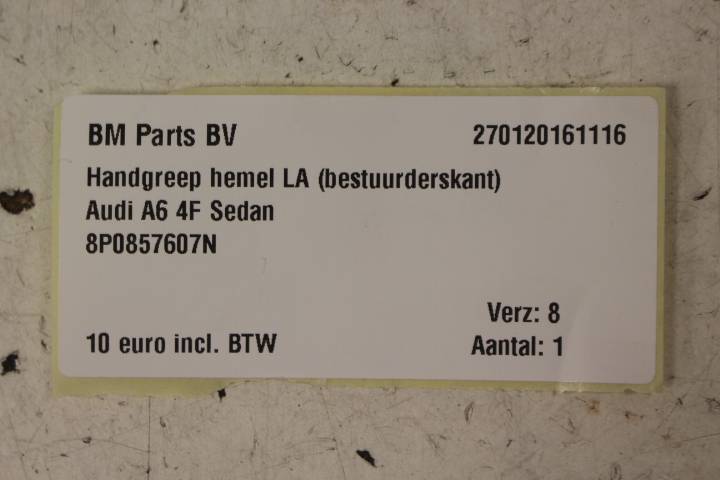 BM Parts BV 270120161116
Handgreep hemel LA (bestuurderskant)
Audi A6 4F Sedan
8P0857607N
Verz: 8
10 euro incl. BTW Aantal: 1